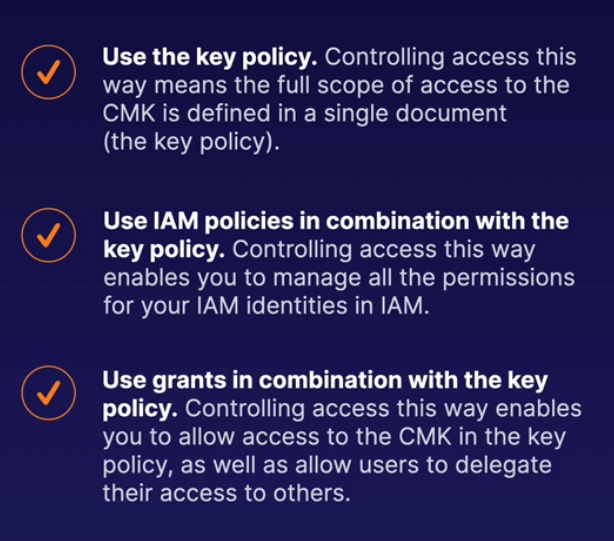 Use the key policy. Controlling access this
way means the full scope of access to the
CMK is defined in a single document
(the key policy).
Use IAM policies in combination with the
key policy. Controlling access this way
enables you to manage all the permissions
for your IAM identities in IAM.
Use grants in combination with the key
policy. Controlling access this way enables
you to allow access to the CMK in the key
policy, as well as allow users to delegate
their access to others.